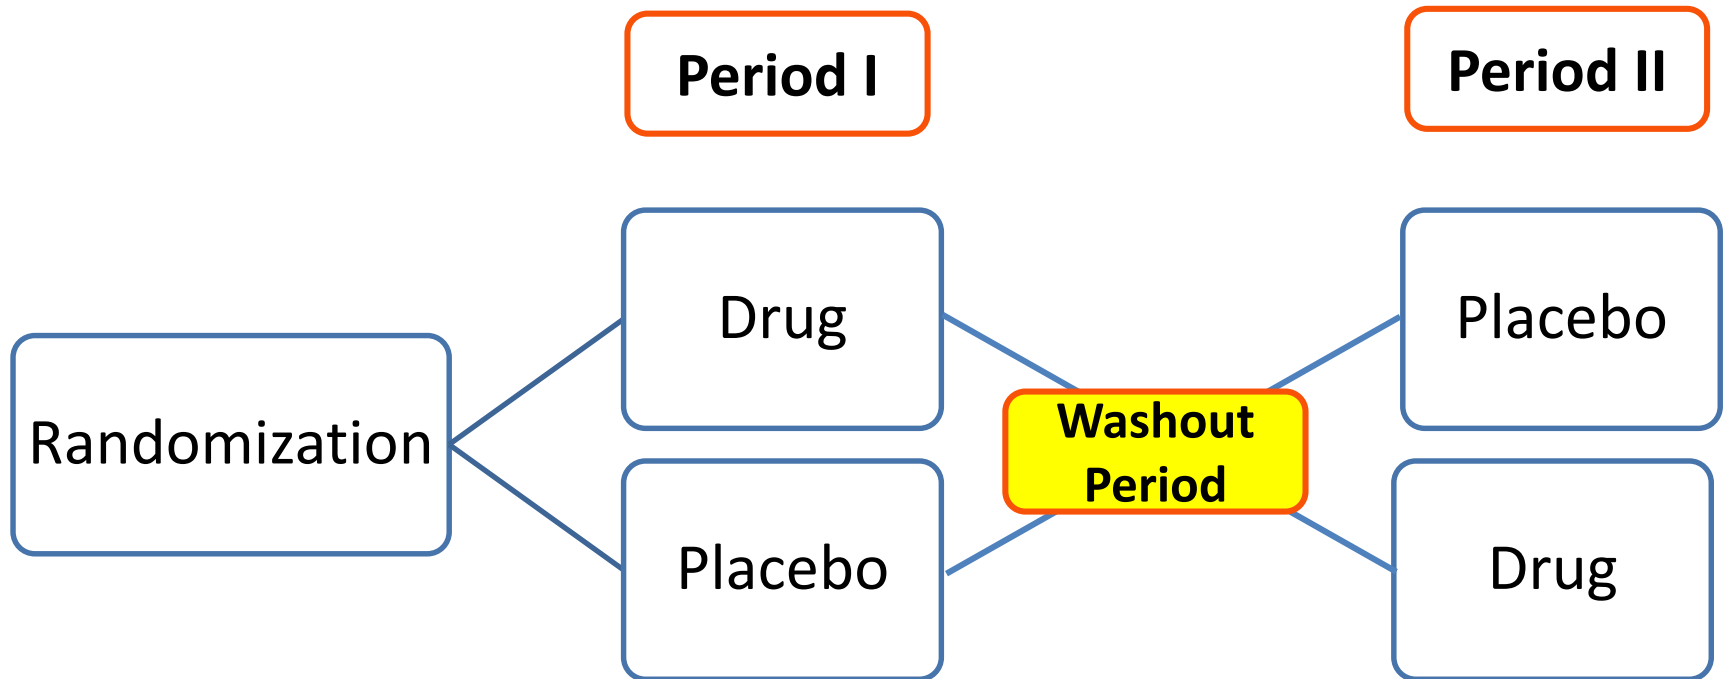 Period I
Period II
Drug
Placebo
Randomization
Washout
Period
Placebo
Drug